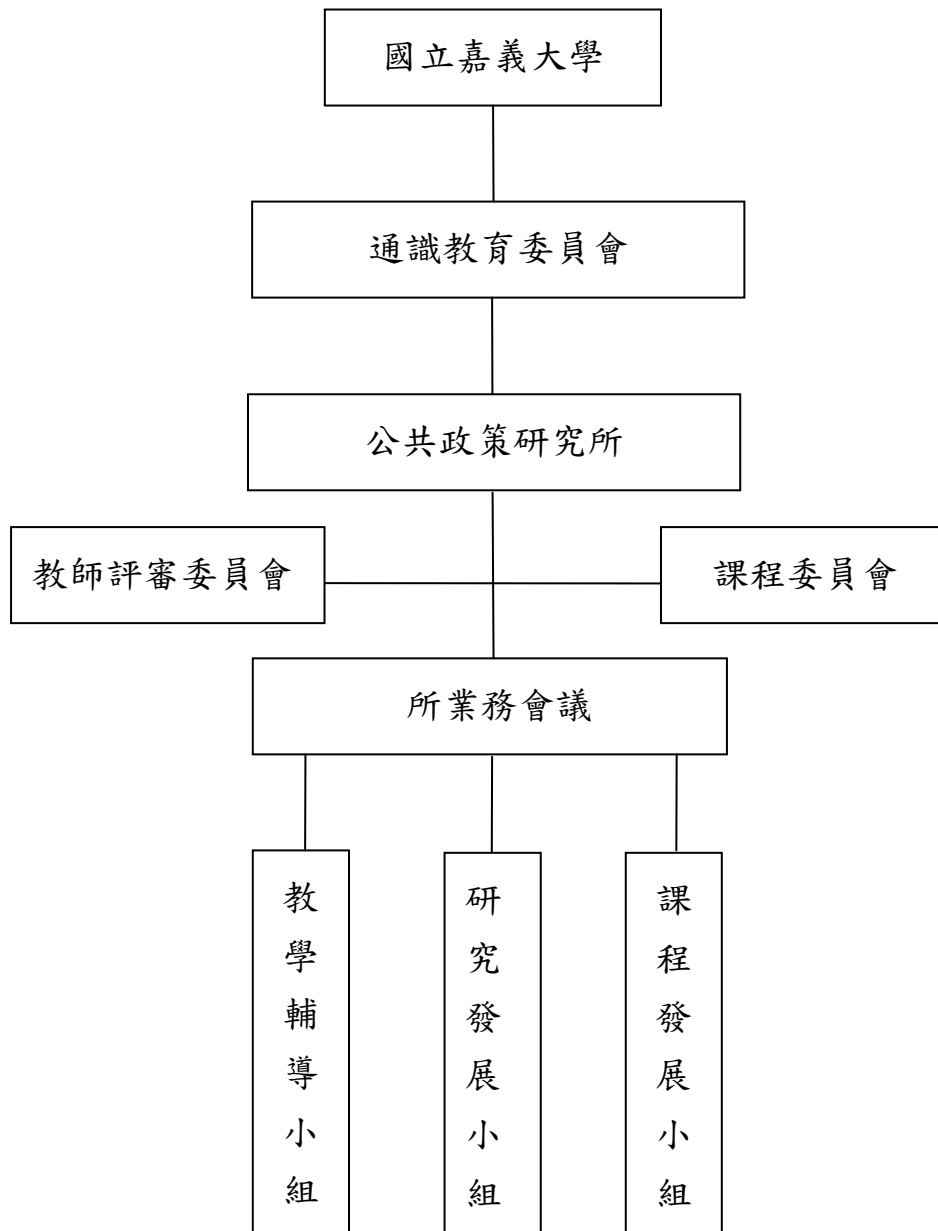 國立嘉義大學
通識教育委員會
公共政策研究所
教師評審委員會
課程委員會
所業務會議
教學輔導小組
研究發展小組
課程發展小組